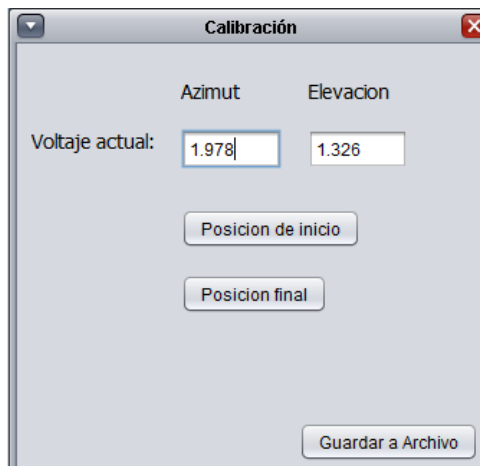 Calibración
Azimut Elevacion
Voltaje actual: 1.978 1.326
Posicion de inicio
Posicion final
Guardar a Archivo